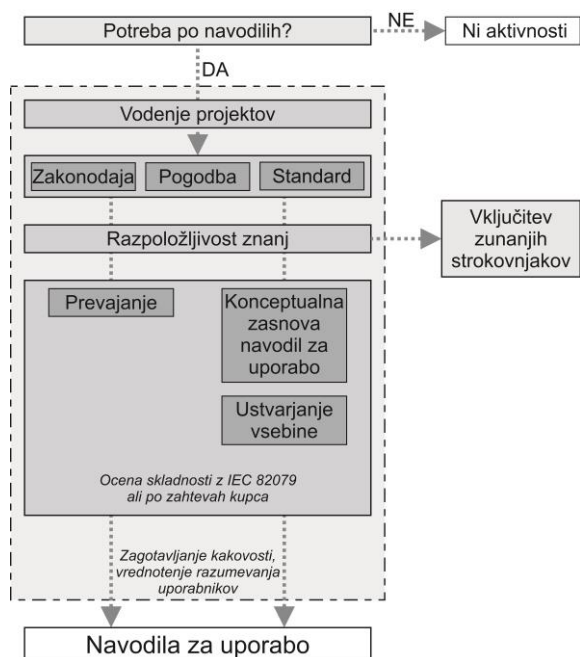 Potreba po navodilih?
NE
Ni aktivnosti
DA
Vodenje projektov
Zakonodaja
Pogodba
Standard
Razpoložljivost znanj
Vključitev
zunanjih
strokovnjakov
Prevajanje
Konceptualna
zasnova
navodil za
uporabo
Ustvarjanje
vsebine
Ocena skladnosti z IEC 82079
ali po zahtevah kupca
Zagotavljanje kakovosti,
vrednotenje razumevanja
uporabnikov
Navodila za uporabo